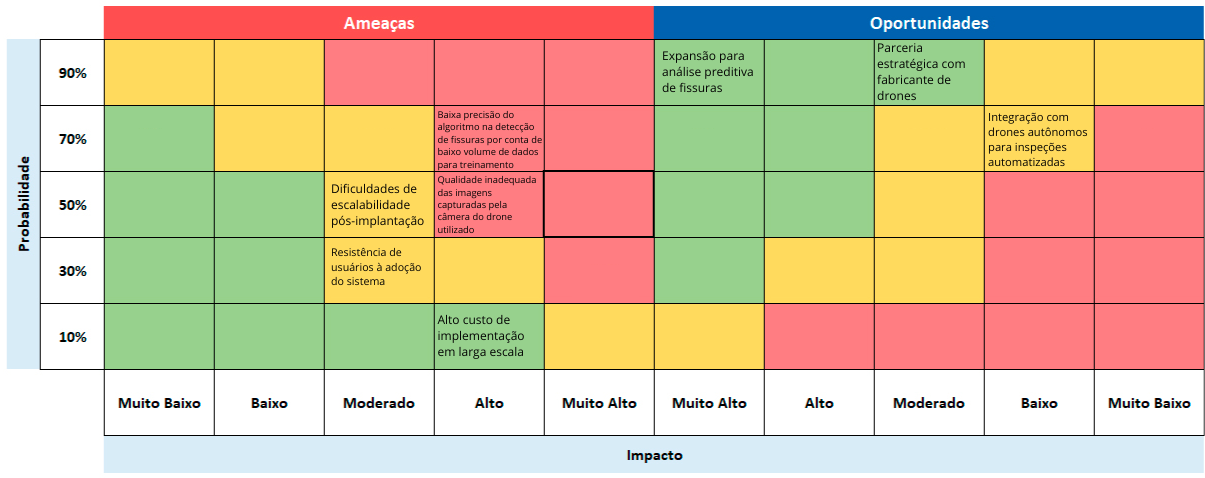 Ameaças
Oportunidades
Probabilidade
90%
Expansão para
análise preditiva
de fissuras
Parceria
estratégica com
fabricante de
drones
70%
Baixa precisão do
algoritmo na detecção
de fissuras por conta de
baixo volume de dados
para treinamento
Integração com
drones autônomos
para inspeções
automatizadas
50%
Dificuldades de
escalabilidade
pós-implantação
Qualidade inadequada
das imagens
capturadas pela
câmera do drone
utilizado
30%
Resistência de
usuários à adoção
do sistema
10%
Alto custo de
implementação
em larga escala
Muito Baixo
Baixo
Moderado
Alto
Muito Alto
Muito Alto
Alto
Moderado
Baixo
Muito Baixo
Impacto